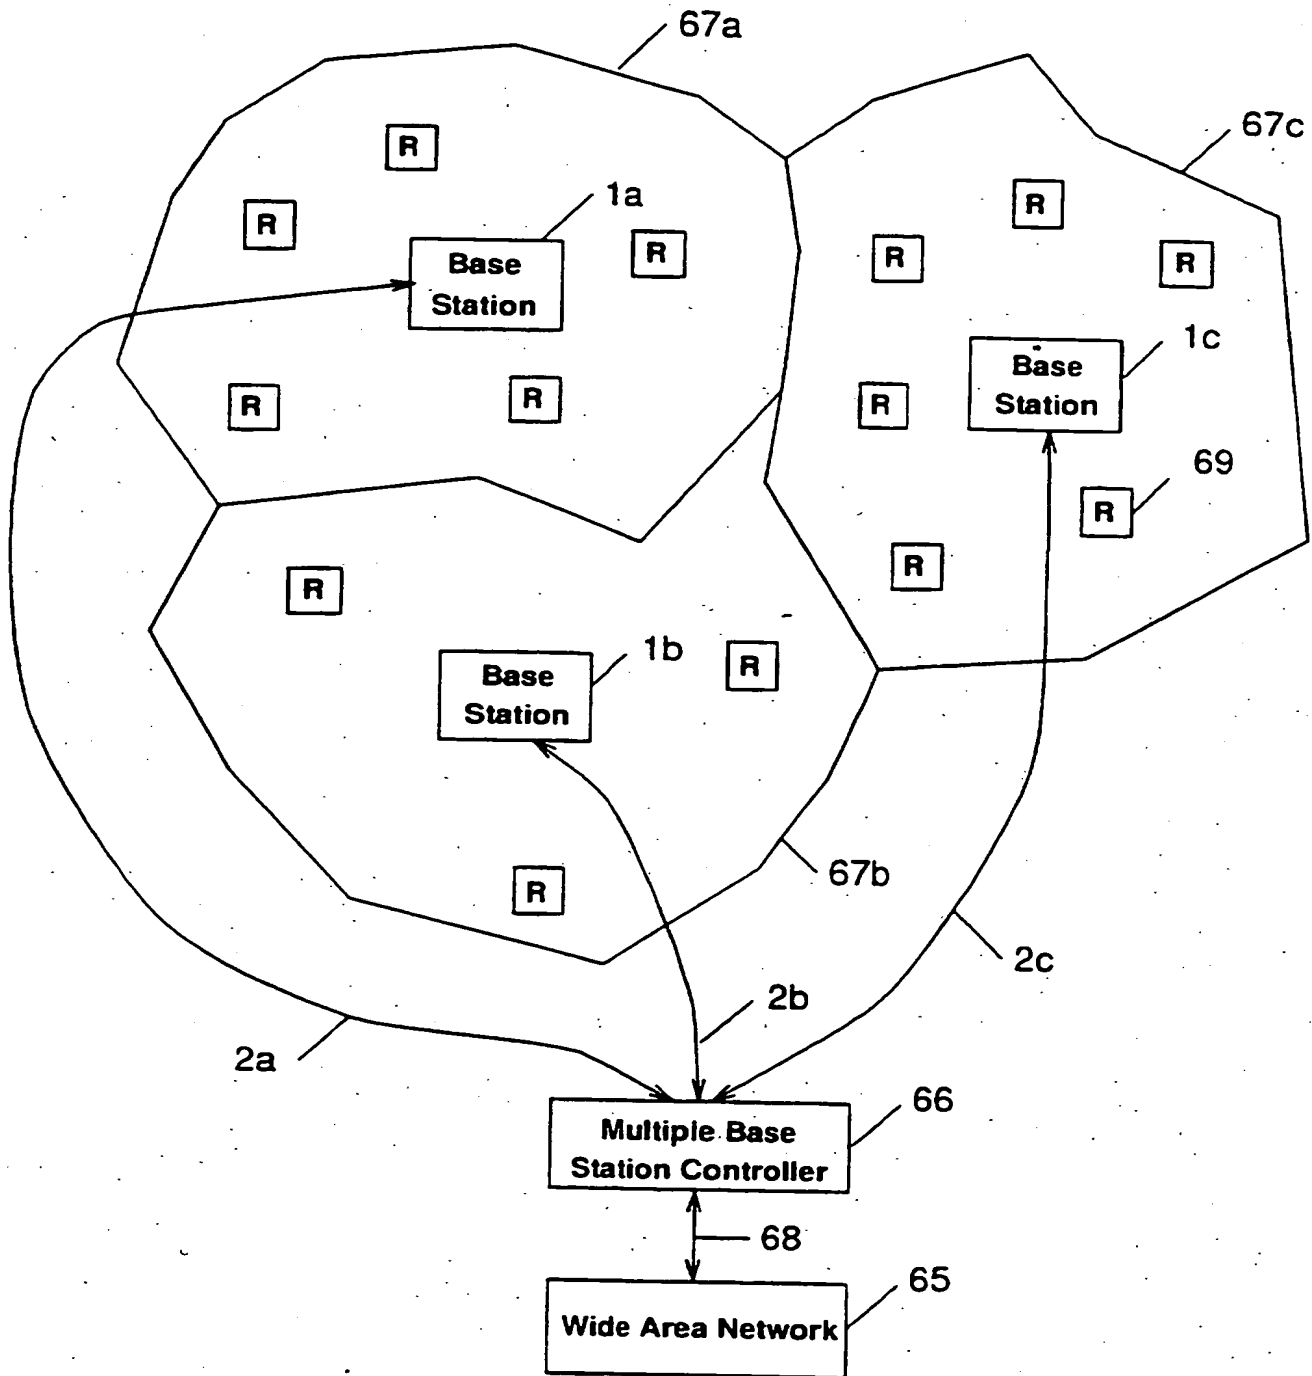 67a
67c
R
1a
R
R
R
R
R
Base
Station
1c
Base
Station
R
R
R
69
R
R
R
1b
R
Base
Station
67b
R
2c
2b
2a
66
Multiple Base
Station Controller
68
65
Wide Area Network